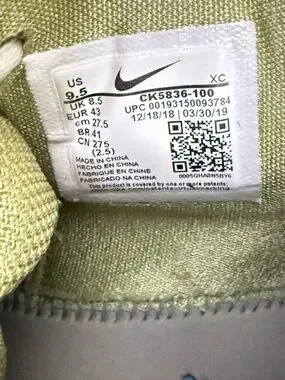 US
9.5
XC
UK 8.5
CK5836-100
EUR 43
UPC 00193150093784
cm 27.5
12/18/18 | 03/30/19
BR 41
CN 275
(2.5)
MADE IN CHINA
HECHO EN CHINA
FABRIQUE EN CHINE
FABRICADO NA CHINA
This product is covered by one or more patents: